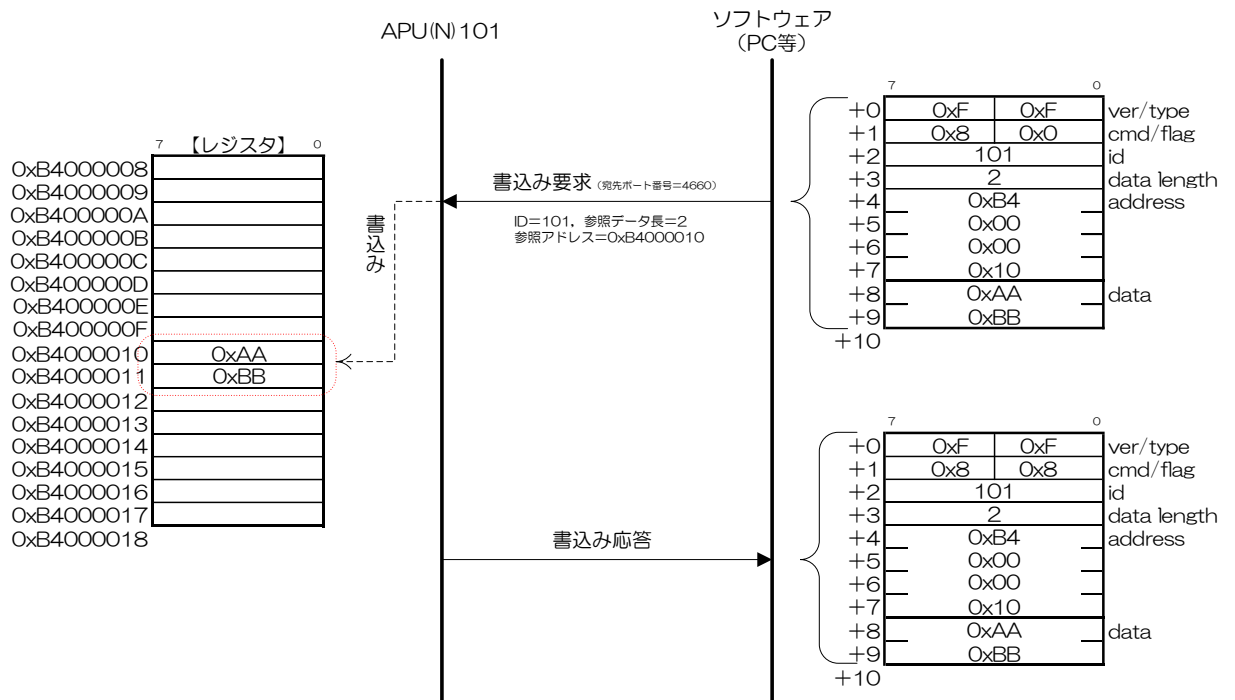 APU(N)101
ソフトウェア
（PC等）
7 【レジスタ】 0
0xB4000008
0xB4000009
0xB400000A
0xB400000B
0xB400000C
0xB400000D
0xB400000E
0xB400000F
0xB4000010 0xAA
0xB4000011 0xBB
0xB4000012
0xB4000013
0xB4000014
0xB4000015
0xB4000016
0xB4000017
0xB4000018
書込み
書込み要求（宛先ポート番号=4660）
ID=101，参照データ長=2
参照アドレス=0xB4000010
7 0
+0 0xF 0xF ver/type
+1 0x8 0x0 cmd/flag
+2 101 id
+3 2 data length
+4 0xB4 address
+5 0x00
+6 0x00
+7 0x10
+8 0xAA data
+9 0xBB
+10
書込み応答
7 0
+0 0xF 0xF ver/type
+1 0x8 0x8 cmd/flag
+2 101 id
+3 2 data length
+4 0xB4 address
+5 0x00
+6 0x00
+7 0x10
+8 0xAA data
+9 0xBB
+10